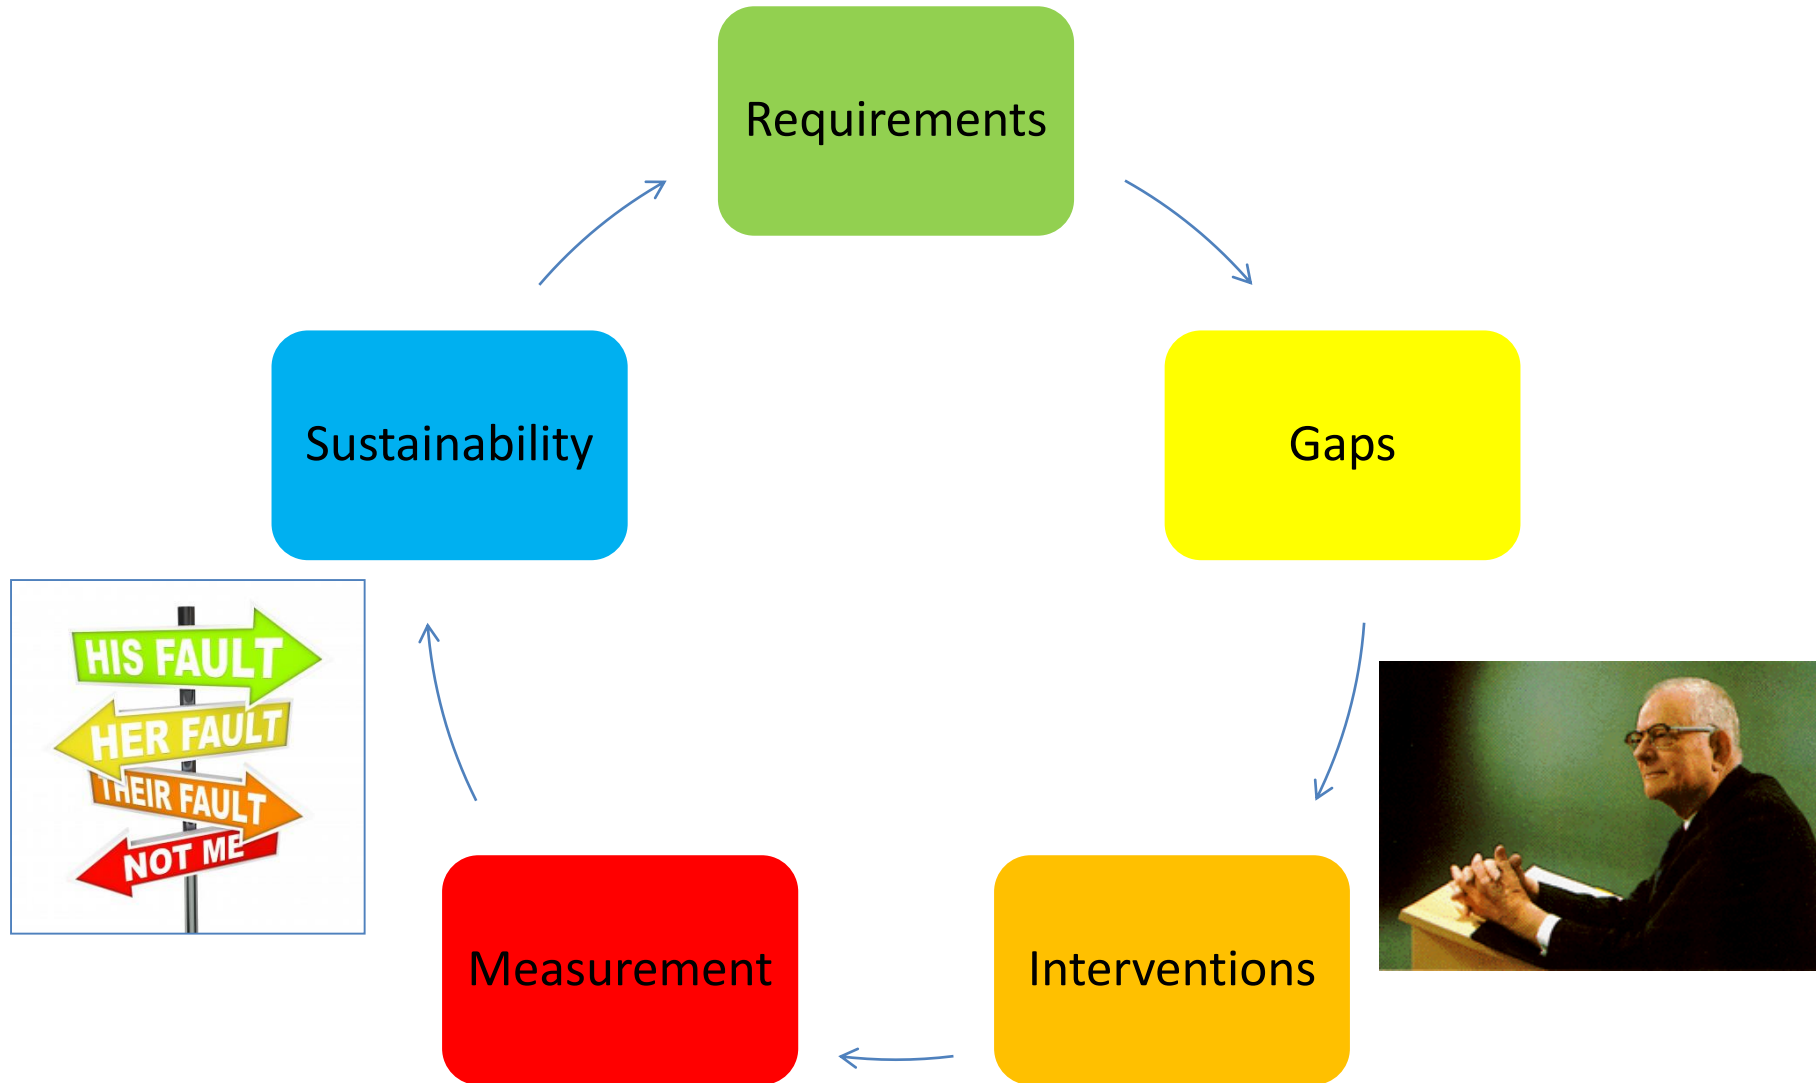 Requirements
Sustainability
Gaps
HIS FAULT
HER FAULT
THEIR FAULT
NOT ME
Measurement
Interventions